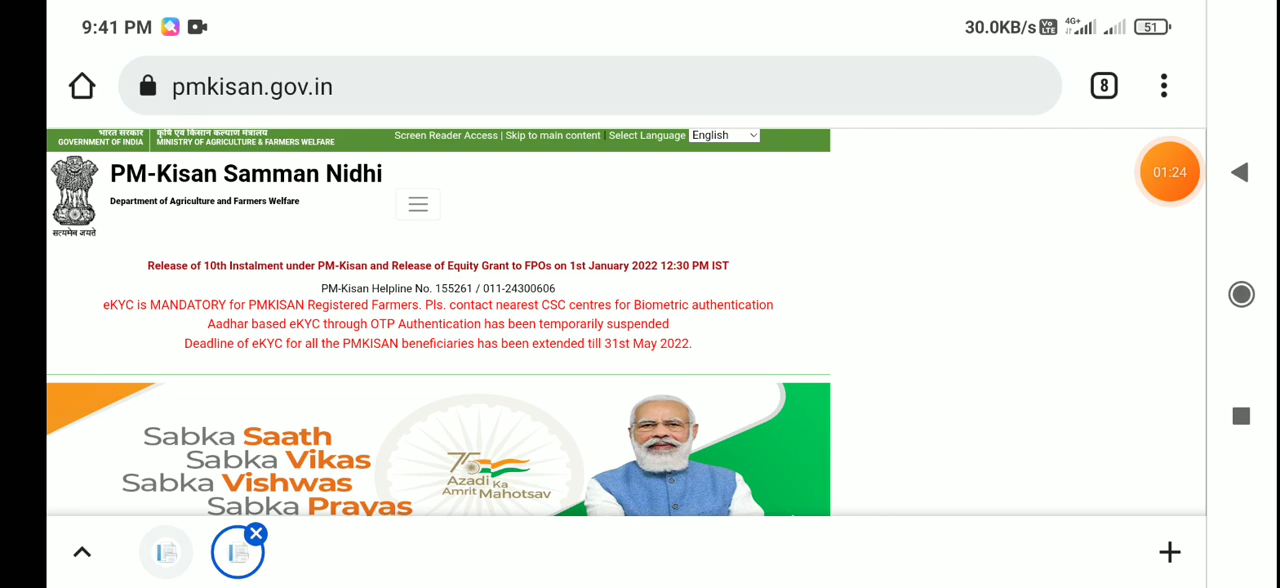 9:41 PM
30.0KB/s Vo LTE 4G+ 51
pmkisan.gov.in
8
भारत सरकार
GOVERNMENT OF INDIA
कृषि एवं किसान कल्याण मंत्रालय
MINISTRY OF AGRICULTURE & FARMERS WELFARE
Screen Reader Access | Skip to main content | Select Language English
01:24
PM-Kisan Samman Nidhi
Department of Agriculture and Farmers Welfare
सत्यमेव जयते
Release of 10th Instalment under PM-Kisan and Release of Equity Grant to FPOs on 1st January 2022 12:30 PM IST
PM-Kisan Helpline No. 155261 / 011-24300606
eKYC is MANDATORY for PMKISAN Registered Farmers. Pls. contact nearest CSC centres for Biometric authentication
Aadhar based eKYC through OTP Authentication has been temporarily suspended
Deadline of eKYC for all the PMKISAN beneficiaries has been extended till 31st May 2022.
Sabka Saath
Sabka Vikas
Sabka Vishwas
Sabka Prayas
75
Azadi Ka
Amrit Mahotsav